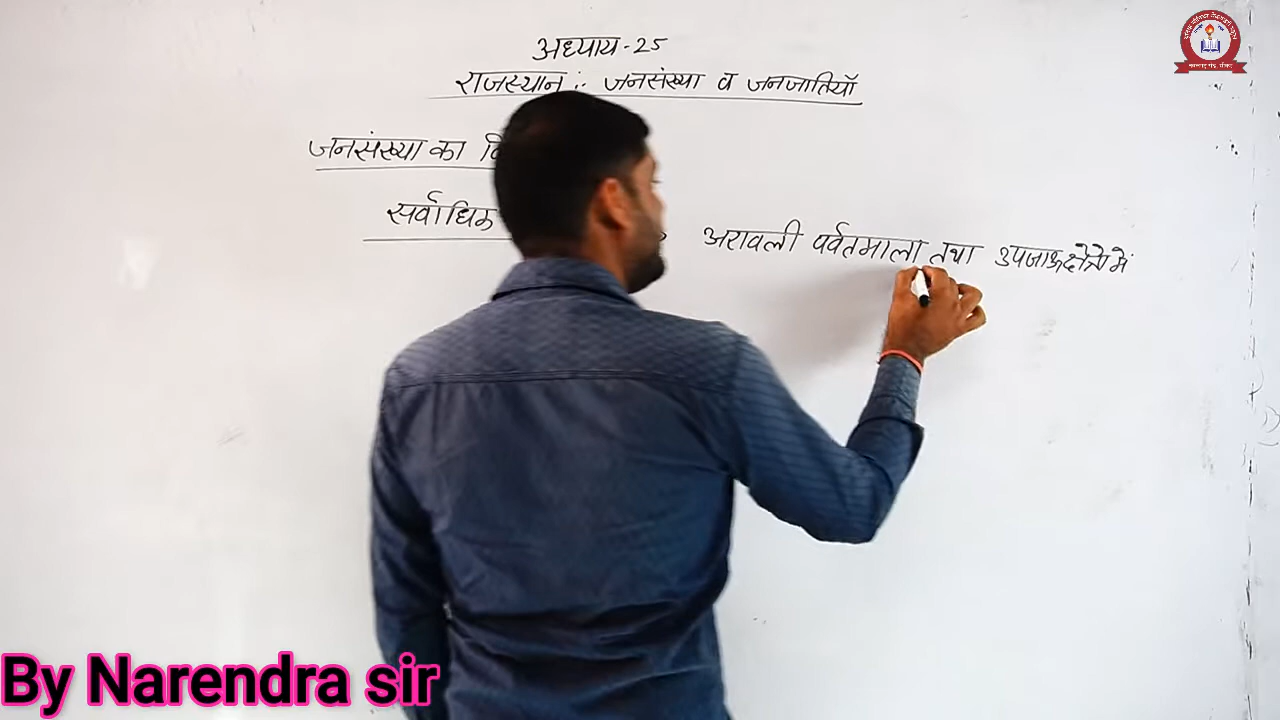 अध्याय-25
राजस्थान : जनसंख्या व जनजातियाँ
जनसंख्या का
सर्वाधिक
अरावली पर्वतमाला तथा उपजाऊ क्षेत्रो में
By Narendra sir